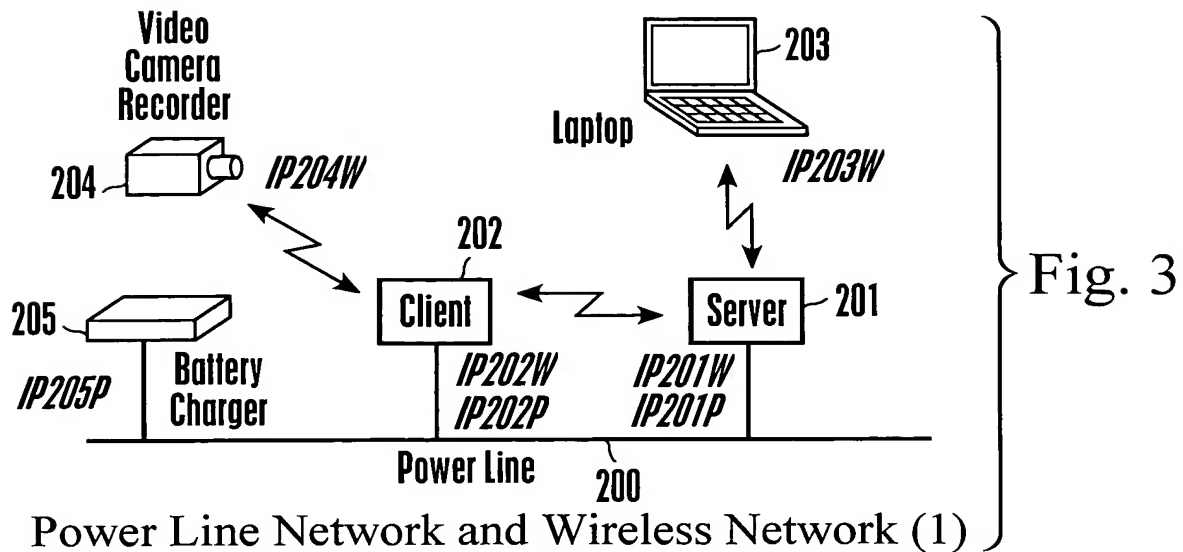 Video
Camera
Recorder
204
IP204W
203
Laptop
IP203W
202
Client
Server
201
205
IP205P
Battery
Charger
IP202W
IP202P
IP201W
IP201P
Power Line
200
Power Line Network and Wireless Network (1)
Fig. 3